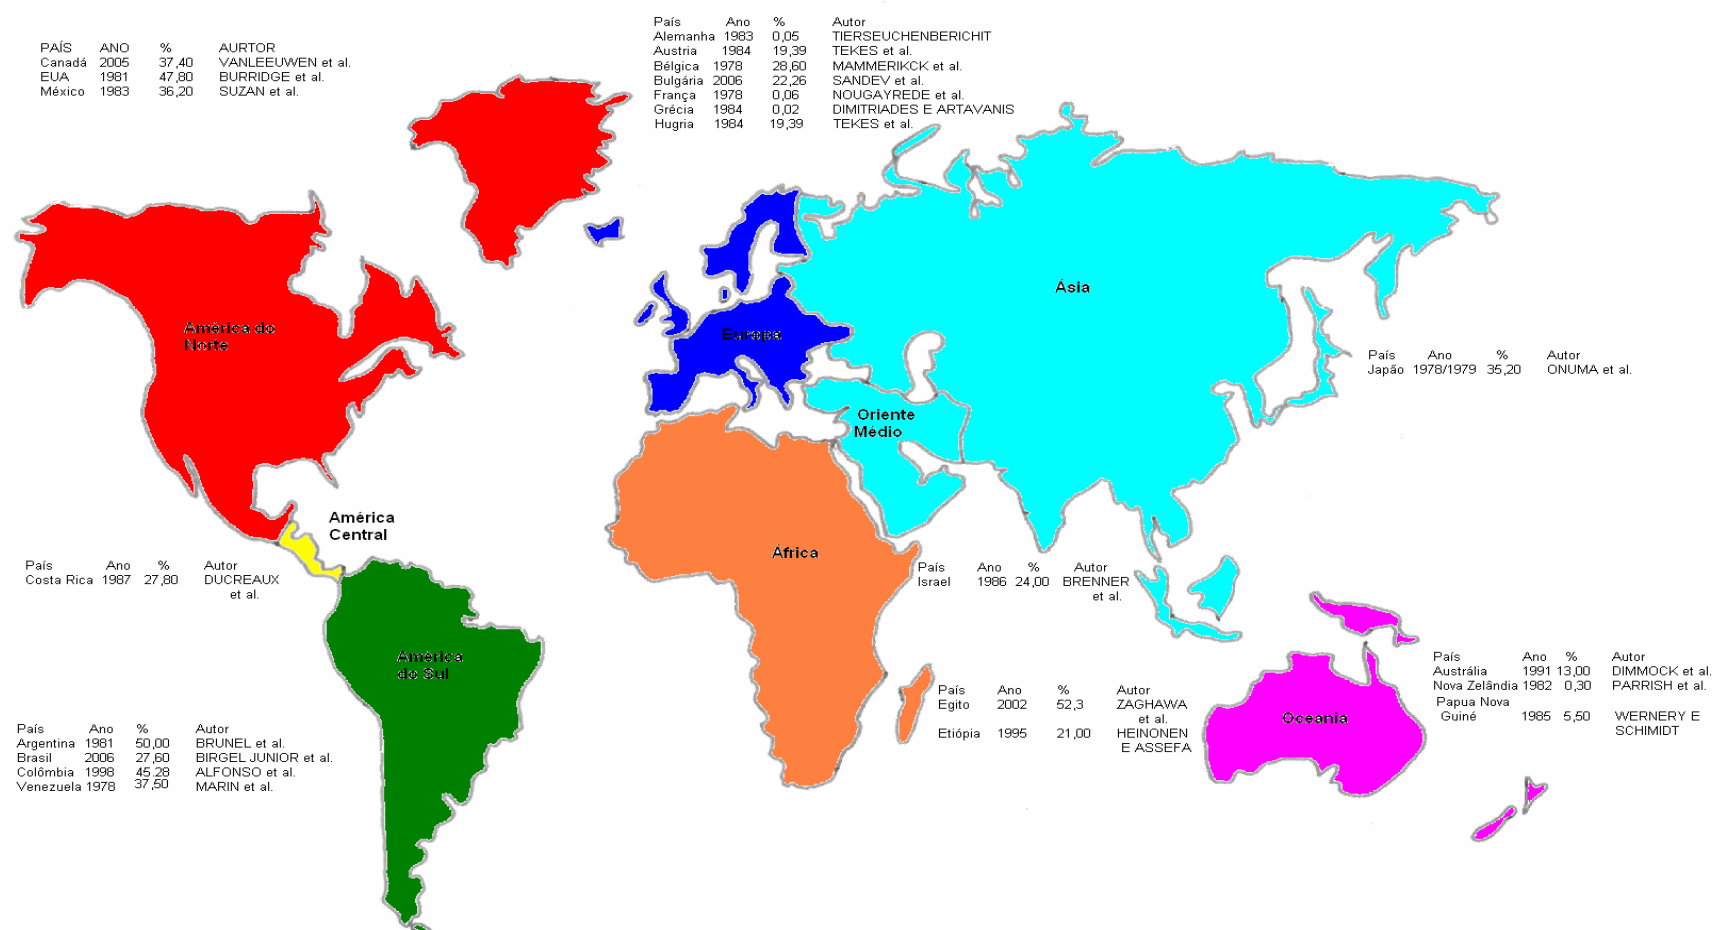 PAÍS ANO % AURTOR
Canadá 2005 37,40 VANLEEUWEN et al.
EUA 1981 47,80 BURRIDGE et al.
México 1983 36,20 SUZAN et al.
País Ano % Autor
Alemanha 1983 0,05 TIERSEUCHENBERICHIT
Austria 1984 19,39 TEKES et al.
Bélgica 1978 28,60 MAMMERIKCK et al.
Bulgária 2006 22,26 SANDEV et al.
França 1978 0,06 NOUGAYREDE et al.
Grécia 1984 0,02 DIMITRIADES E ARTAVANIS
Hugria 1984 19,39 TEKES et al.
Ásia
América do
Norte
Europa
País Ano % Autor
Japão 1978/1979 35,20 ONUMA et al.
Oriente
Médio
América
Central
África
País Ano % Autor
Costa Rica 1987 27,80 DUCREAUX
et al.
País Ano % Autor
Israel 1986 24,00 BRENNER
et al.
América
do Sul
País Ano % Autor
Egito 2002 52,3 ZAGHAWA
et al.
Etiópia 1995 21,00 HEINONEN
E ASSEFA
País Ano % Autor
Austrália 1991 13,00 DIMMOCK et al.
Nova Zelândia 1982 0,30 PARRISH et al.
Papua Nova
Guiné 1985 5,50 WERNERY E
SCHIMIDT
Oceania
País Ano % Autor
Argentina 1981 50,00 BRUNEL et al.
Brasil 2006 27,60 BIRGEL JUNIOR et al.
Colômbia 1998 45,28 ALFONSO et al.
Venezuela 1978 37,50 MARIN et al.